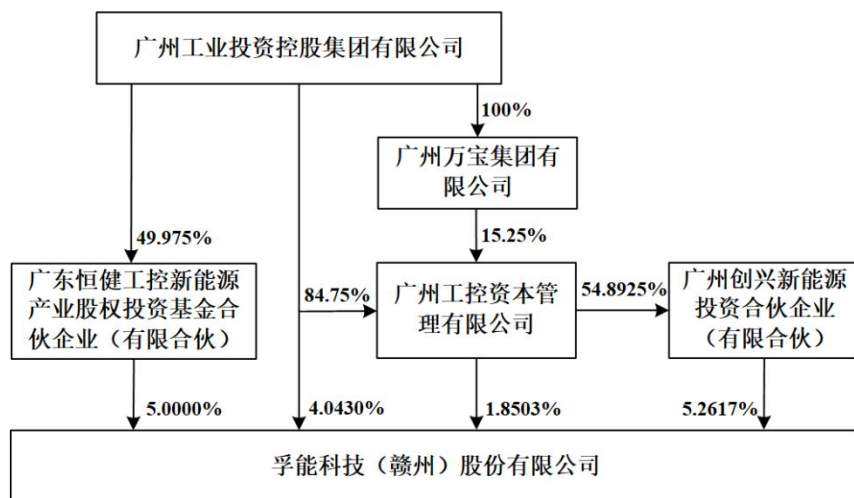 广州工业投资控股集团有限公司
100%
广州万宝集团有
限公司
49.975%
15.25%
广东恒健工控新能源
产业股权投资基金合
伙企业（有限合伙）
84.75%
广州工控资本管
理有限公司
54.8925%
广州创兴新能源
投资合伙企业
（有限合伙）
5.0000%
4.0430%
1.8503%
5.2617%
孚能科技（赣州）股份有限公司